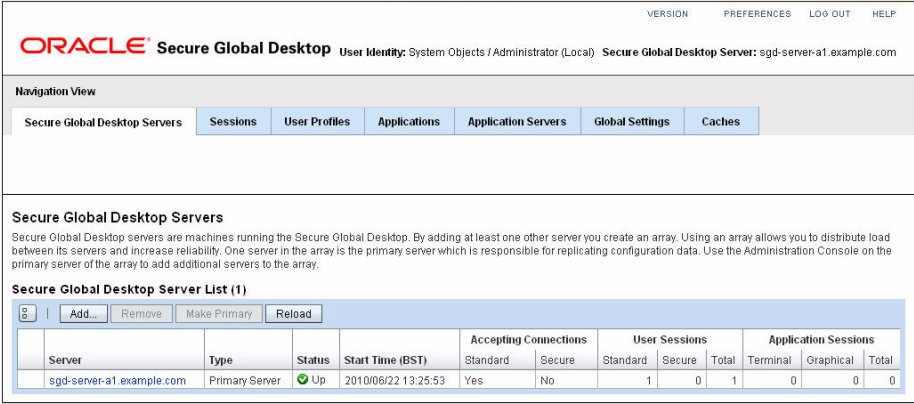 VERSION PREFERENCES LOG OUT HELP
ORACLE Secure Global Desktop User Identity: System Objects / Administrator (Local) Secure Global Desktop Server: sgd-server-a1.example.com
Navigation View
Secure Global Desktop Servers Sessions User Profiles Applications Application Servers Global Settings Caches
Secure Global Desktop Servers
Secure Global Desktop servers are machines running the Secure Global Desktop. By adding at least one other server you create an array. Using an array allows you to distribute load
between its servers and increase reliability. One server in the array is the primary server which is responsible for replicating configuration data. Use the Administration Console on the
primary server of the array to add additional servers to the array.
Secure Global Desktop Server List (1)
Add... Remove Make Primary Reload
Accepting Connections User Sessions Application Sessions
Server Type Status Start Time (BST) Standard Secure Standard Secure Total Terminal Graphical Total
sgd-server-a1.example.com Primary Server Up 2010/06/22 13:25:53 Yes No 1 0 1 0 0 0